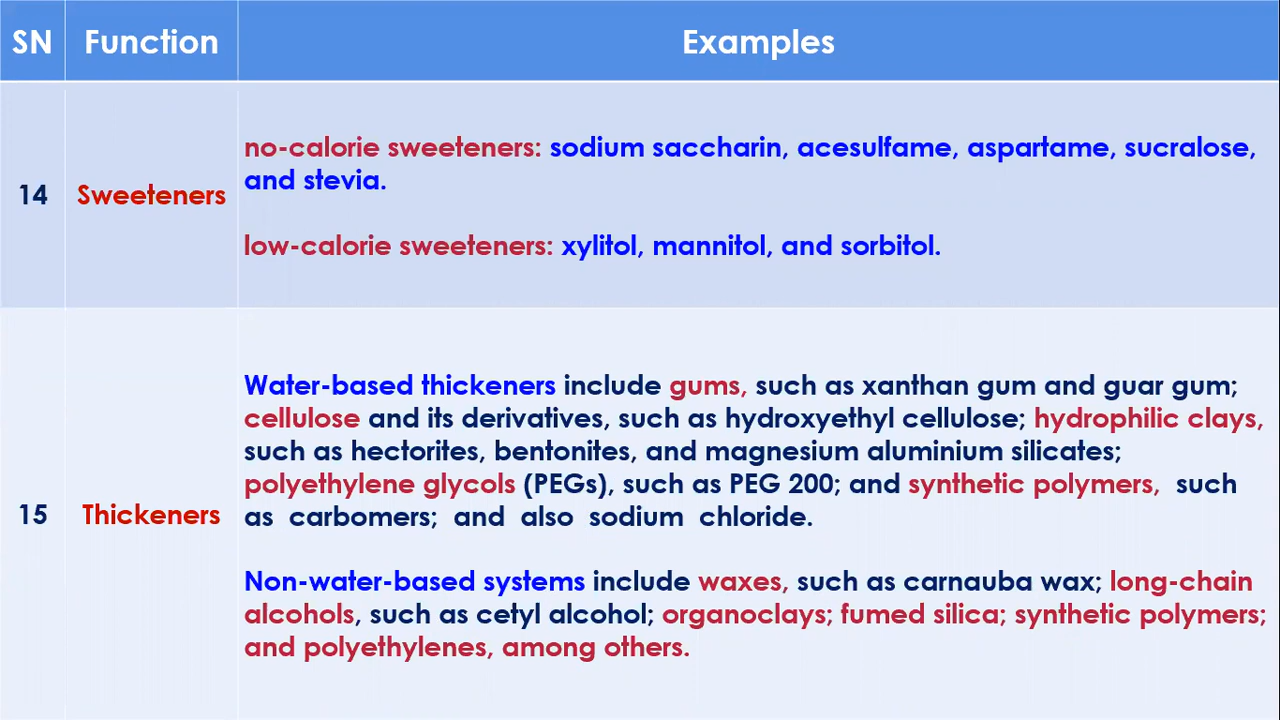 SN Function Examples
14 Sweeteners
no-calorie sweeteners: sodium saccharin, acesulfame, aspartame, sucralose,
and stevia.
low-calorie sweeteners: xylitol, mannitol, and sorbitol.
15 Thickeners
Water-based thickeners include gums, such as xanthan gum and guar gum;
cellulose and its derivatives, such as hydroxyethyl cellulose; hydrophilic clays,
such as hectorites, bentonites, and magnesium aluminium silicates;
polyethylene glycols (PEGs), such as PEG 200; and synthetic polymers, such
as carbomers; and also sodium chloride.
Non-water-based systems include waxes, such as carnauba wax; long-chain
alcohols, such as cetyl alcohol; organoclays; fumed silica; synthetic polymers;
and polyethylenes, among others.